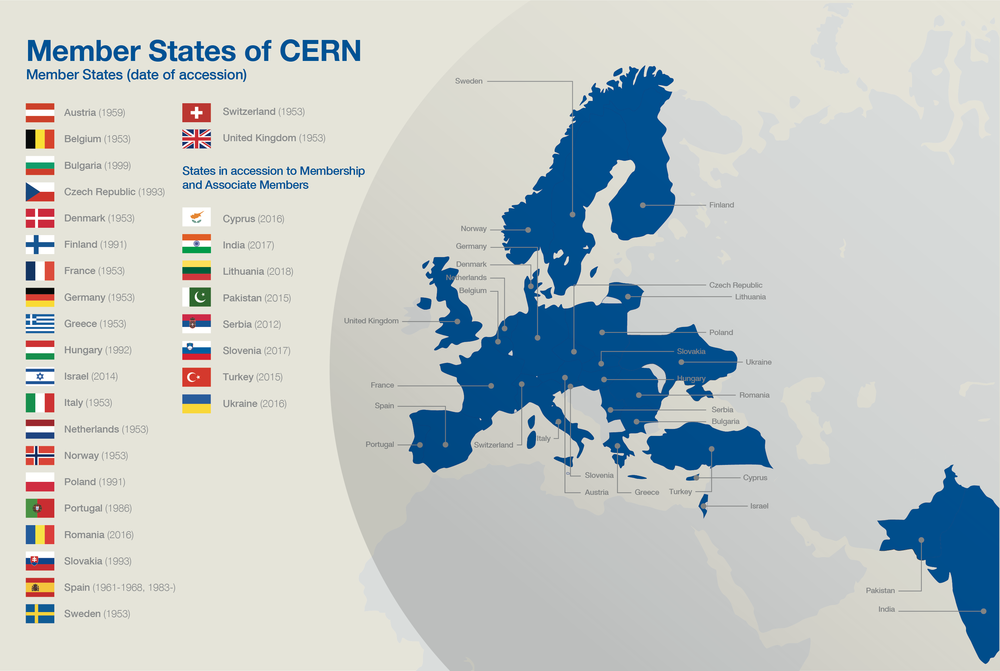 Member States of CERN
Member States (date of accession)
Austria (1959)
Belgium (1953)
Bulgaria (1999)
Czech Republic (1993)
Denmark (1953)
Finland (1991)
France (1953)
Germany (1953)
Greece (1953)
Hungary (1992)
Israel (2014)
Italy (1953)
Netherlands (1953)
Norway (1953)
Poland (1991)
Portugal (1986)
Romania (2016)
Slovakia (1993)
Spain (1961-1968, 1983-)
Sweden (1953)
Switzerland (1953)
United Kingdom (1953)
States in accession to Membership
and Associate Members
Cyprus (2016)
India (2017)
Lithuania (2018)
Pakistan (2015)
Serbia (2012)
Slovenia (2017)
Turkey (2015)
Ukraine (2016)
Sweden
Finland
Norway
Germany
Denmark
Netherlands
Belgium
Czech Republic
Lithuania
United Kingdom
Poland
Slovakia
Ukraine
Hungary
France
Romania
Spain
Serbia
Bulgaria
Italy
Portugal
Switzerland
Slovenia
Cyprus
Austria
Greece
Turkey
Israel
Pakistan
India